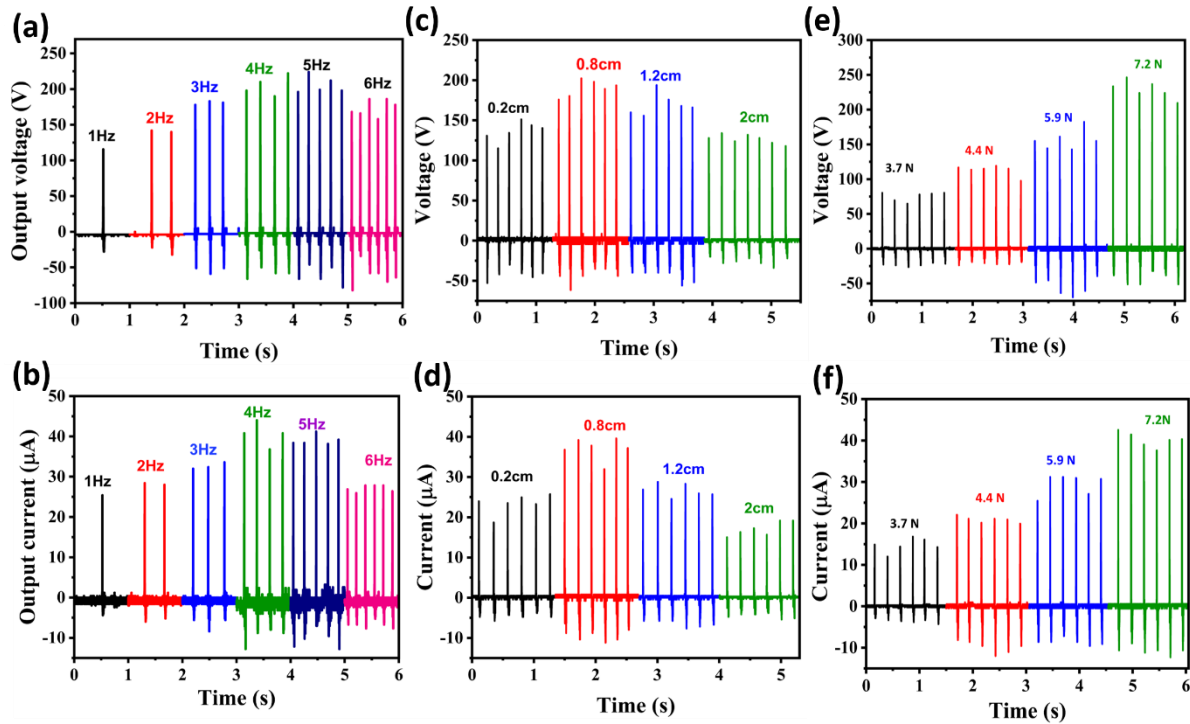 (a)
Output voltage (V)
250
200
150
100
50
0
-50
-100
1Hz
2Hz
3Hz
4Hz
5Hz
6Hz
0 1 2 3 4 5 6
Time (s)
(c)
Voltage (V)
250
200
150
100
50
0
-50
0.2cm
0.8cm
1.2cm
2cm
0 1 2 3 4 5
Time (s)
(e)
Voltage (V)
300
250
200
150
100
50
0
-50
3.7 N
4.4 N
5.9 N
7.2 N
0 1 2 3 4 5 6
Time (s)
(b)
Output current (μA)
50
40
30
20
10
0
-10
1Hz
2Hz
3Hz
4Hz
5Hz
6Hz
0 1 2 3 4 5 6
Time (s)
(d)
Current (μA)
50
40
30
20
10
0
-10
0.2cm
0.8cm
1.2cm
2cm
0 1 2 3 4 5
Time (s)
(f)
Current (μA)
50
40
30
20
10
0
-10
3.7 N
4.4 N
5.9 N
7.2N
0 1 2 3 4 5 6
Time (s)